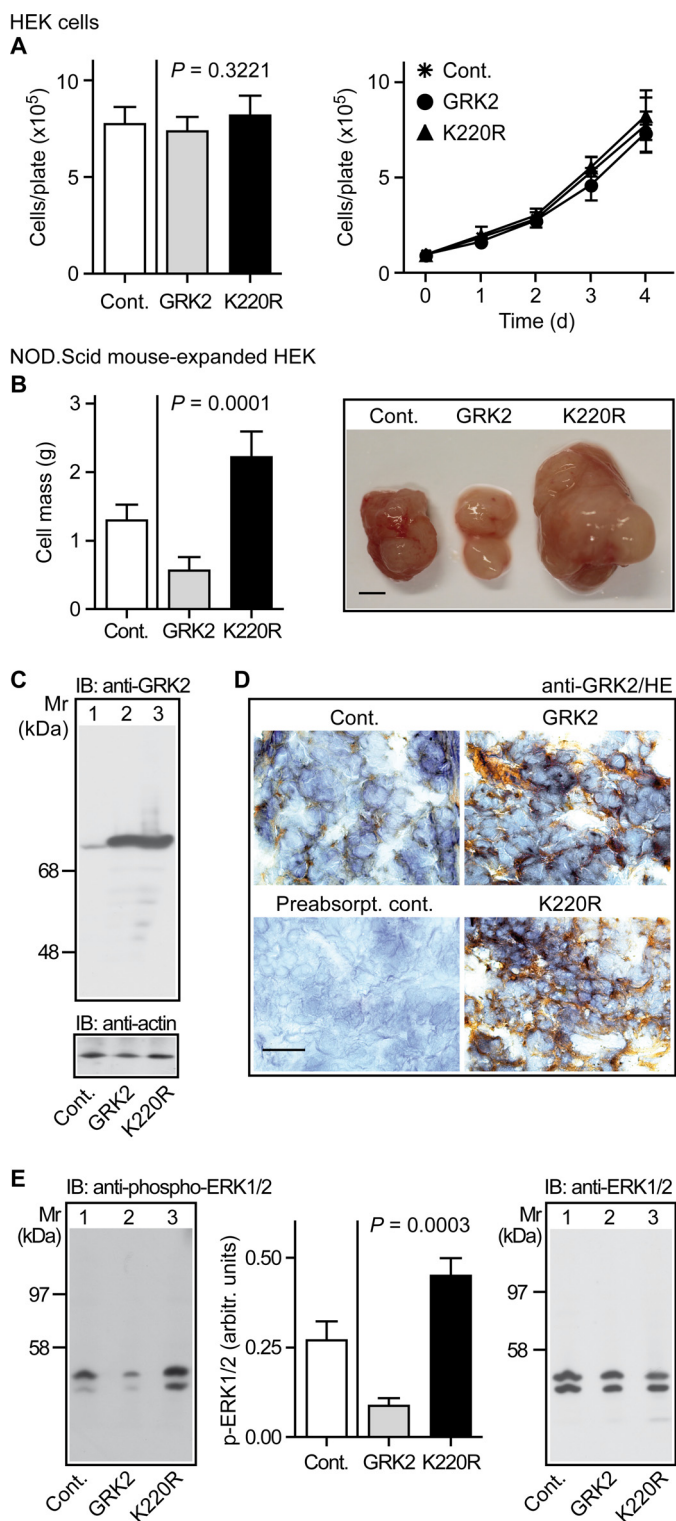 HEK cells
A
P = 0.3221
Cells/plate (x10⁵)
10
5
0
Cont. GRK2 K220R
Cont.
GRK2
K220R
Cells/plate (x10⁵)
10
5
0
0 1 2 3 4
Time (d)
NOD.Scid mouse-expanded HEK
B
P = 0.0001
Cell mass (g)
3
2
1
0
Cont. GRK2 K220R
Cont. GRK2 K220R
C
IB: anti-GRK2
Mr
(kDa)
1 2 3
68
48
IB: anti-actin
Cont. GRK2 K220R
D
anti-GRK2/HE
Cont. GRK2
Preabsorpt. cont. K220R
E
IB: anti-phospho-ERK1/2
Mr
(kDa)
1 2 3
97
58
Cont. GRK2 K220R
P = 0.0003
p-ERK1/2 (arbitr. units)
0.50
0.25
0.00
Cont. GRK2 K220R
IB: anti-ERK1/2
Mr
(kDa)
1 2 3
97
58
Cont. GRK2 K220R